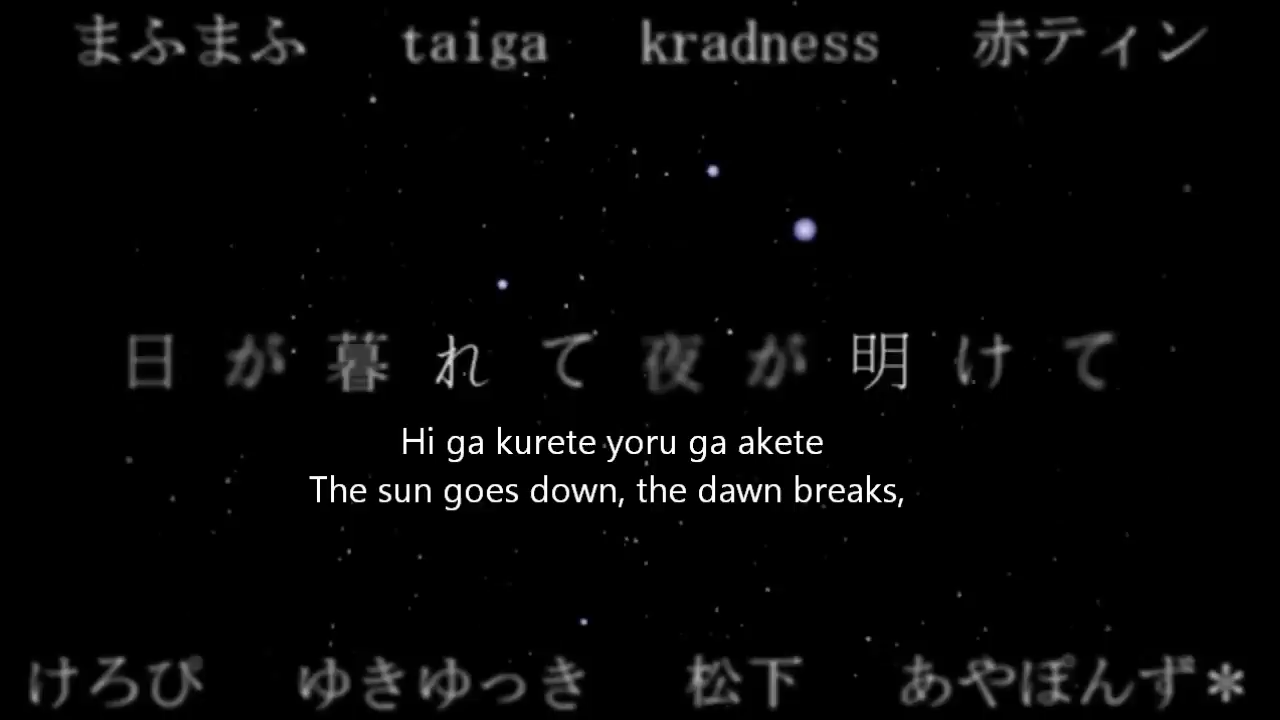 まふまふ taiga kradness 赤ティン
日が暮れて夜が明けて
Hi ga kurete yoru ga akete
The sun goes down, the dawn breaks,
けろぴ ゆきゆっき 松下 あやぽんず＊